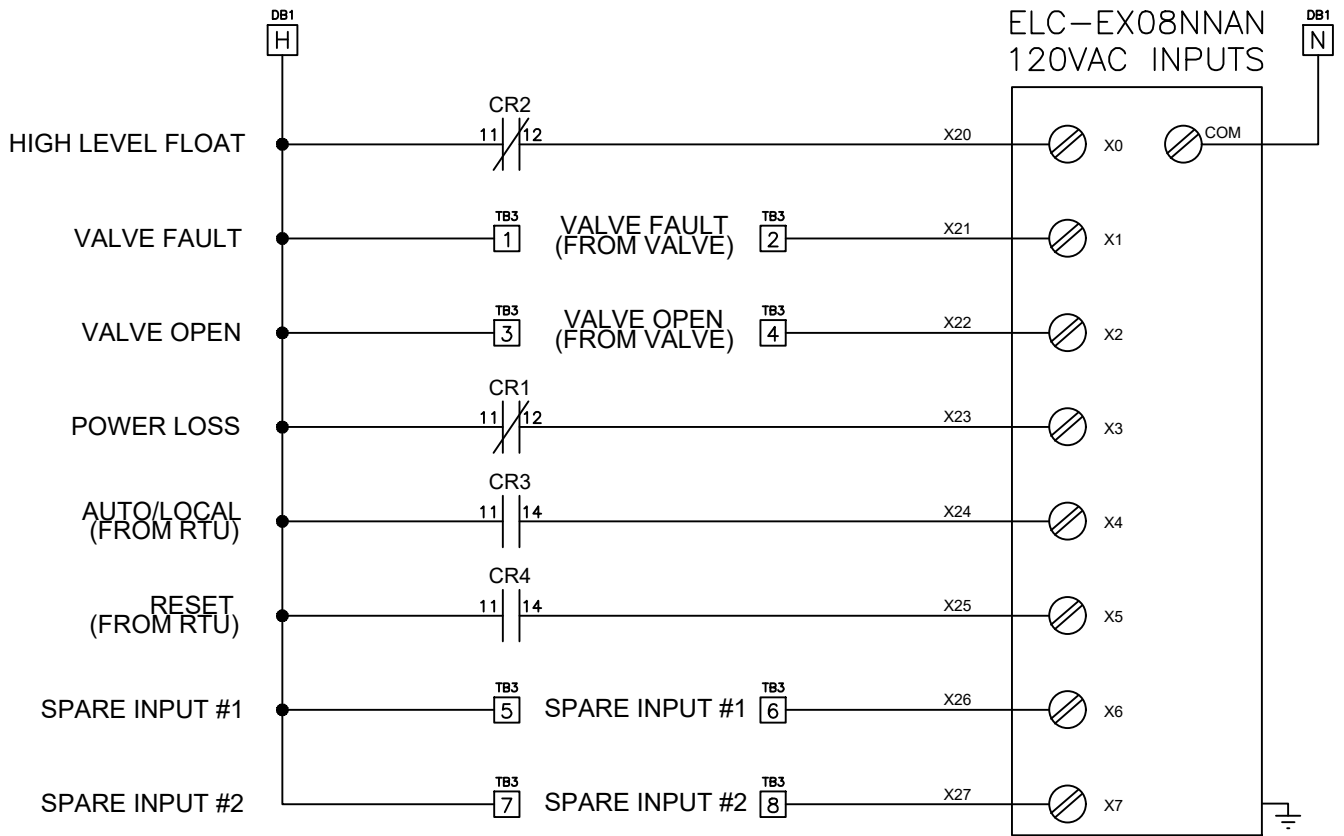 DB1
H
ELC-EX08NNAN
120VAC INPUTS
DB1
N
HIGH LEVEL FLOAT
CR2
11 12
X20
X0
COM
VALVE FAULT
TB3
1
VALVE FAULT
(FROM VALVE)
TB3
2
X21
X1
VALVE OPEN
TB3
3
VALVE OPEN
(FROM VALVE)
TB3
4
X22
X2
POWER LOSS
CR1
11 12
X23
X3
AUTO/LOCAL
(FROM RTU)
CR3
11 14
X24
X4
RESET
(FROM RTU)
CR4
11 14
X25
X5
SPARE INPUT #1
TB3
5
SPARE INPUT #1
TB3
6
X26
X6
SPARE INPUT #2
TB3
7
SPARE INPUT #2
TB3
8
X27
X7